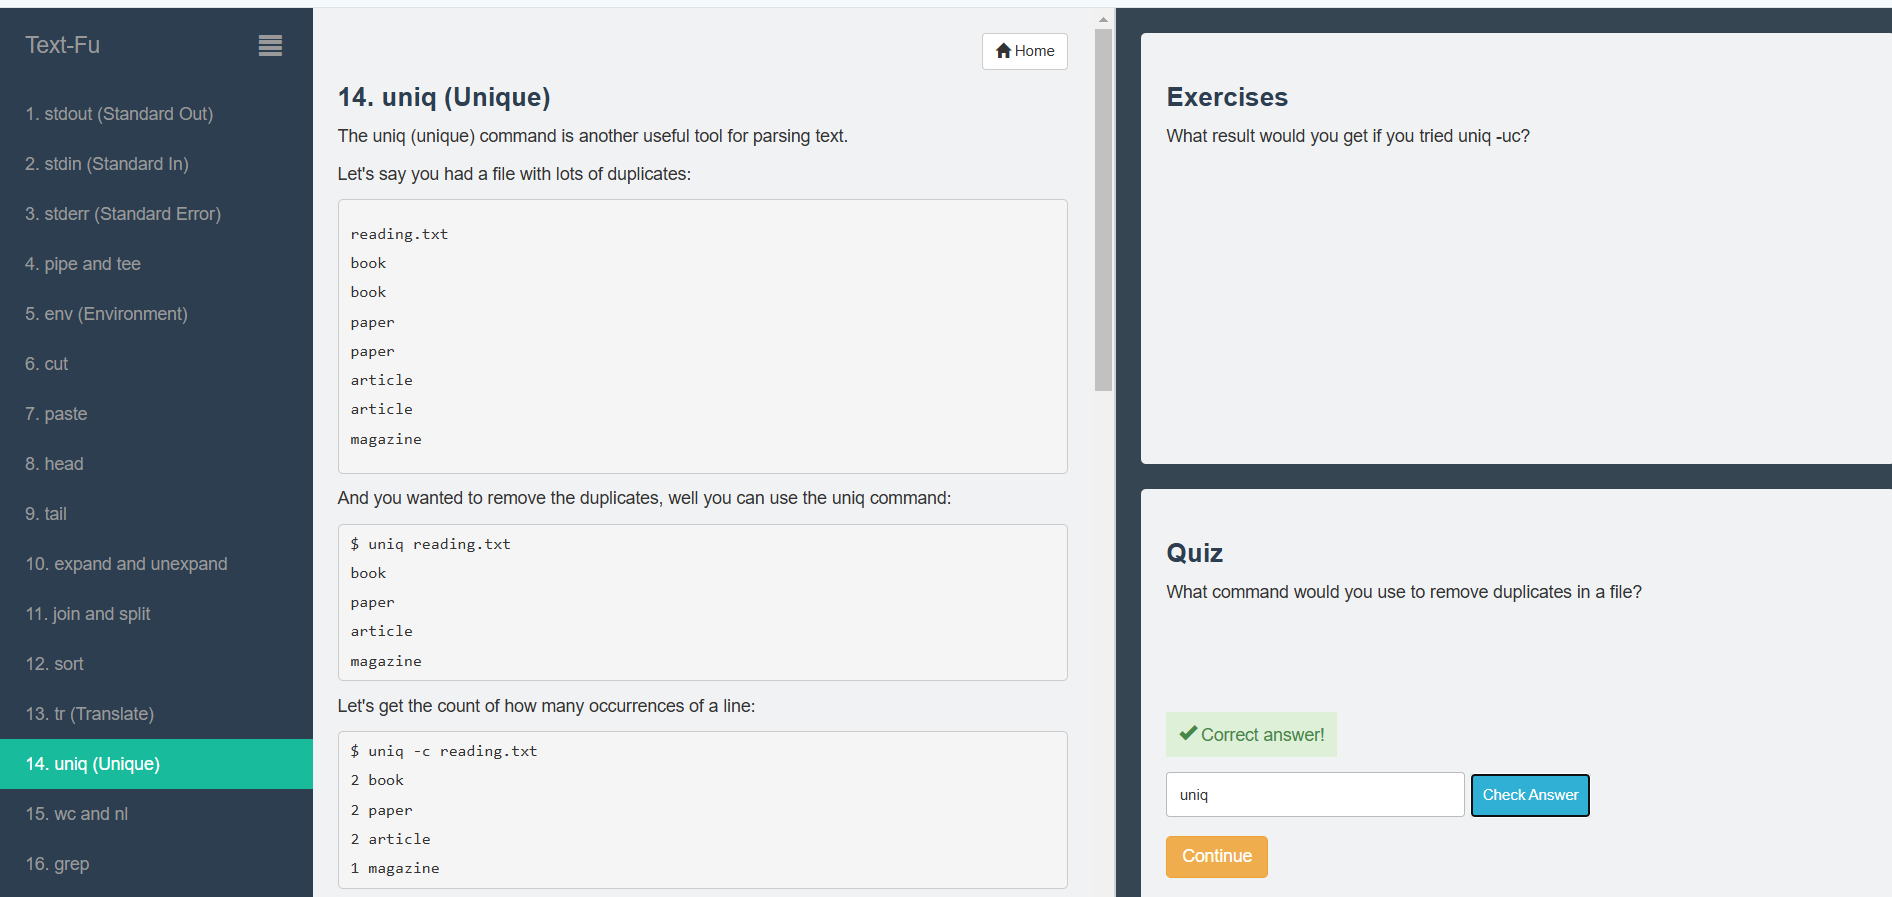 Text-Fu
1. stdout (Standard Out)
2. stdin (Standard In)
3. stderr (Standard Error)
4. pipe and tee
5. env (Environment)
6. cut
7. paste
8. head
9. tail
10. expand and unexpand
11. join and split
12. sort
13. tr (Translate)
14. uniq (Unique)
15. wc and nl
16. grep
Home
14. uniq (Unique)
The uniq (unique) command is another useful tool for parsing text.
Let's say you had a file with lots of duplicates:
reading.txt
book
book
paper
paper
article
article
magazine
And you wanted to remove the duplicates, well you can use the uniq command:
$ uniq reading.txt
book
paper
article
magazine
Let's get the count of how many occurrences of a line:
$ uniq -c reading.txt
2 book
2 paper
2 article
1 magazine
Exercises
What result would you get if you tried uniq -uc?
Quiz
What command would you use to remove duplicates in a file?
Correct answer!
uniq
Check Answer
Continue